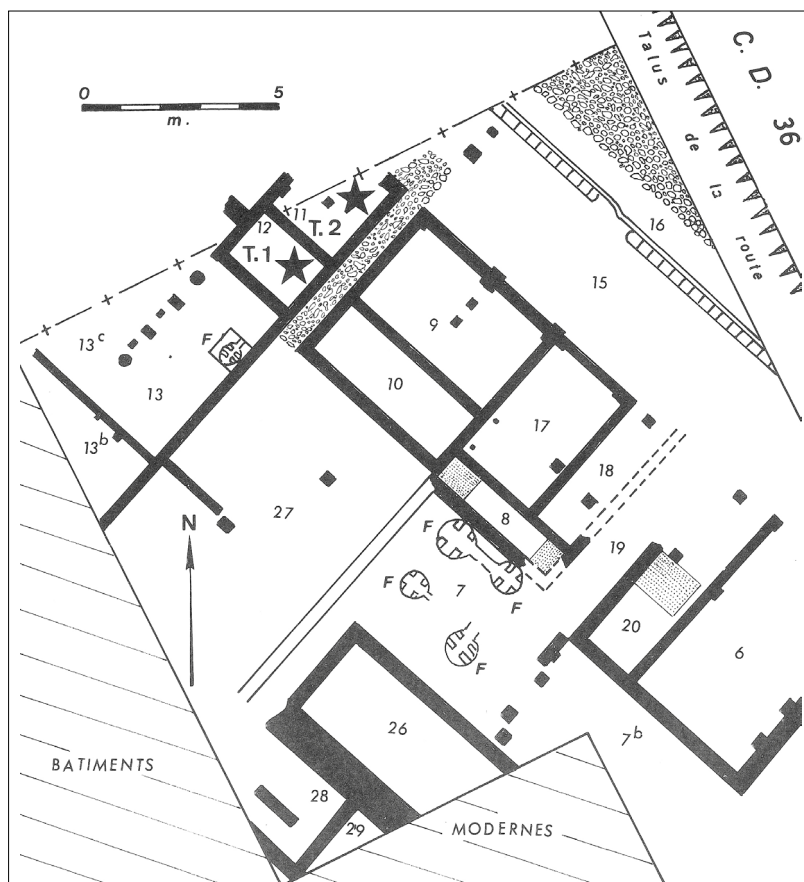 C. D. 36
Talus de la route
0 5
m.
16
11
12
T.2
T.1
15
9
13c
F
10
13
17
13b
18
N
27
8
F
19
F
7
F
20
F
6
26
7b
BATIMENTS
28
29
MODERNES